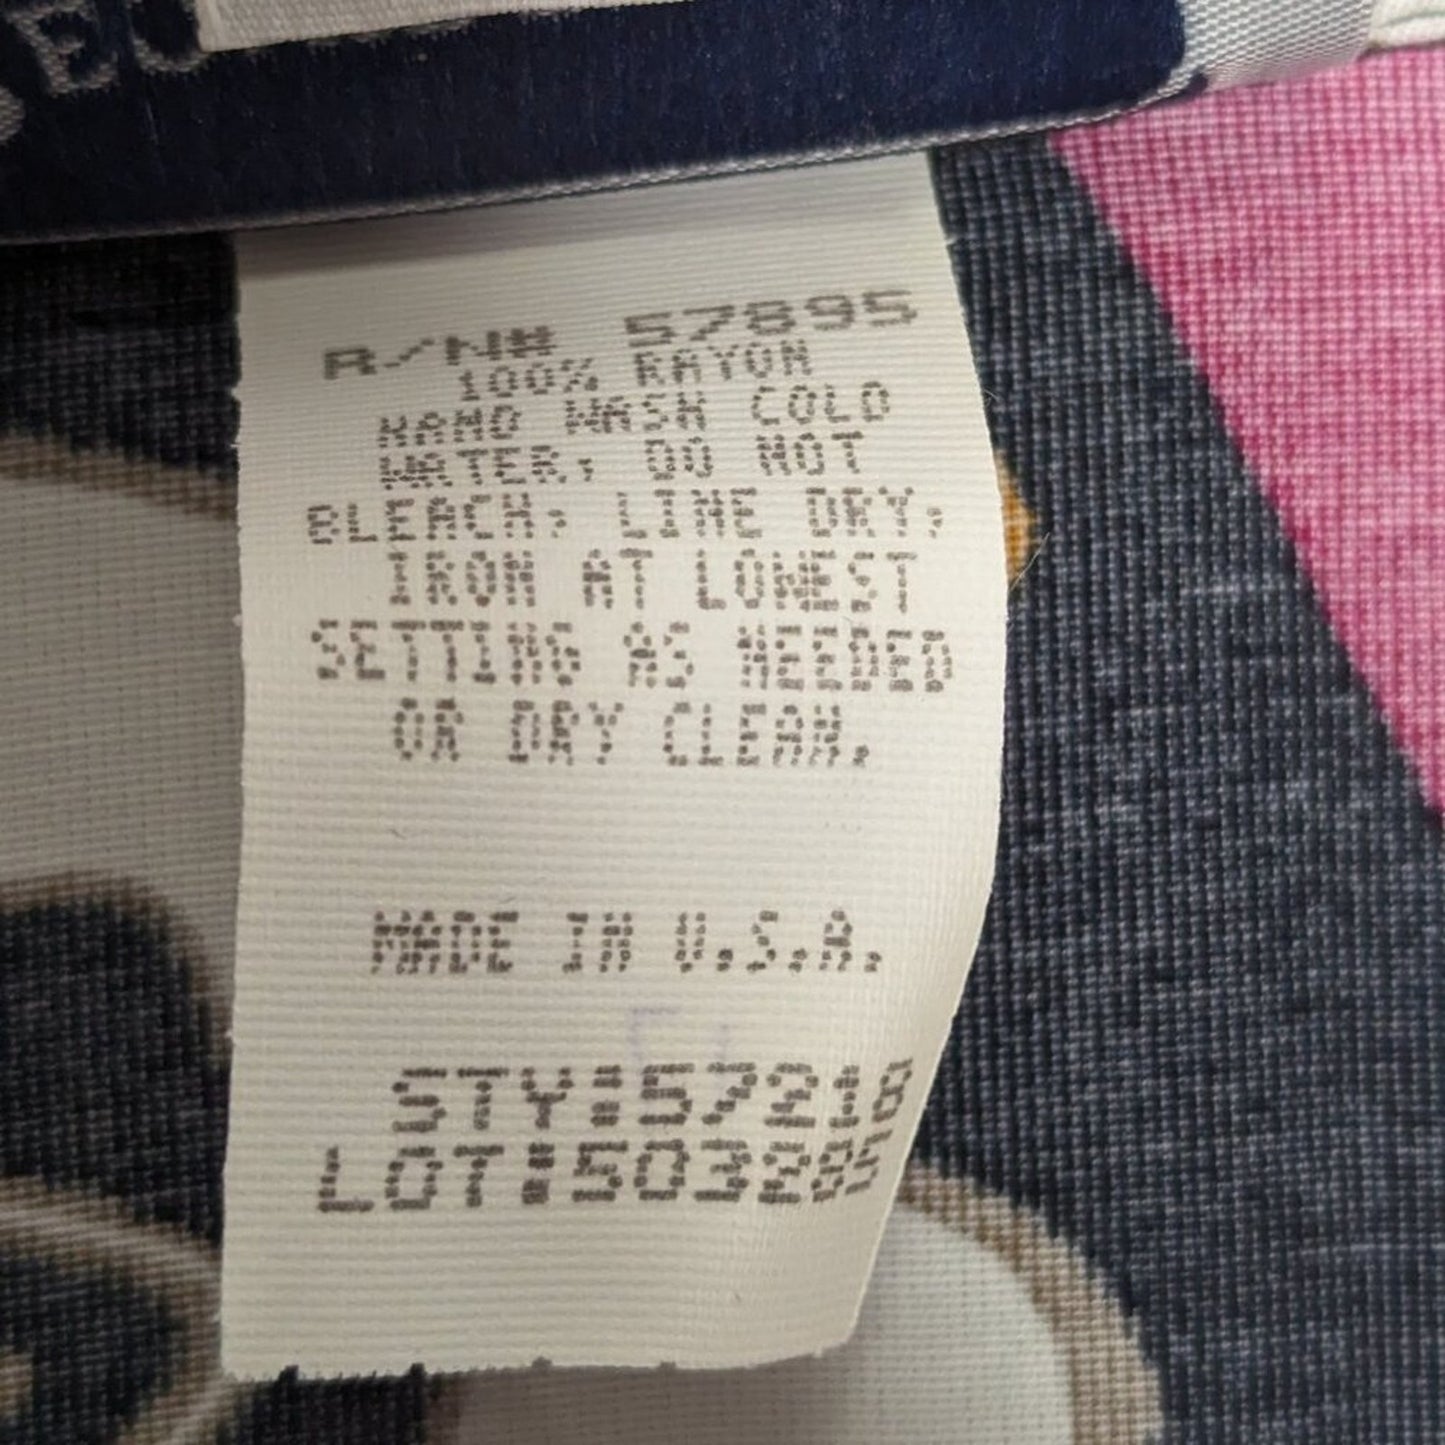 R/N# 57895
100% RAYON
HAND WASH COLD
WATER, DO NOT
BLEACH, LINE DRY,
IRON AT LOWEST
SETTING AS NEEDED
OR DRY CLEAN.
MADE IN U.S.A.
STY:57218
LOT:5032858